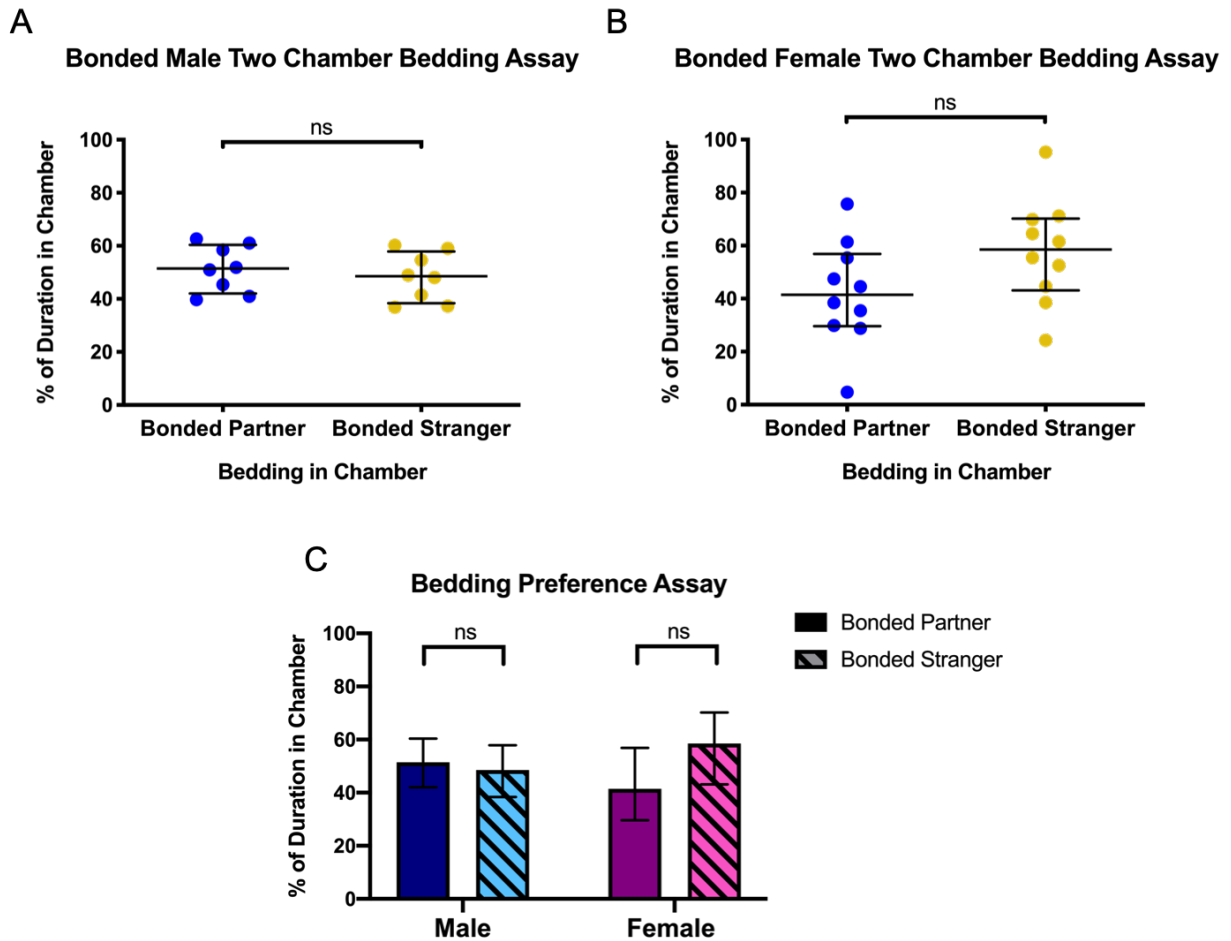 A
Bonded Male Two Chamber Bedding Assay
ns
% of Duration in Chamber
100
80
60
40
20
0
Bonded Partner
Bonded Stranger
Bedding in Chamber
B
Bonded Female Two Chamber Bedding Assay
ns
% of Duration in Chamber
100
80
60
40
20
0
Bonded Partner
Bonded Stranger
Bedding in Chamber
C
Bedding Preference Assay
ns
ns
% of Duration in Chamber
100
80
60
40
20
0
Male
Female
Bonded Partner
Bonded Stranger